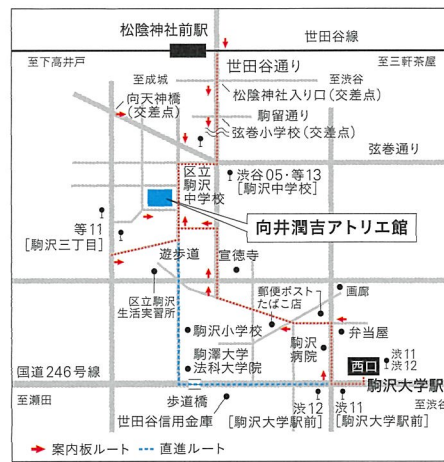 松陰神社前駅
世田谷線
至下高井戸
至三軒茶屋
世田谷通り
至成城
至渋谷
向天神橋
(交差点)
松陰神社入り口(交差点)
駒留通り
弦巻小学校(交差点)
弦巻通り
区立
駒沢
中学校
渋谷05・等13
[駒沢中学校]
向井潤吉アトリエ館
等11
[駒沢三丁目]
遊歩道
宣徳寺
区立駒沢
生活実習所
郵便ポスト
たばこ店
画廊
駒沢小学校
駒澤大学
法科大学院
駒沢
病院
弁当屋
西口
渋11
渋12
国道246号線
駒沢大学駅
至瀬田
歩道橋
世田谷信用金庫
渋12
[駒沢大学駅前]
渋11
[駒沢大学駅前]
至渋谷
案内板ルート
直進ルート